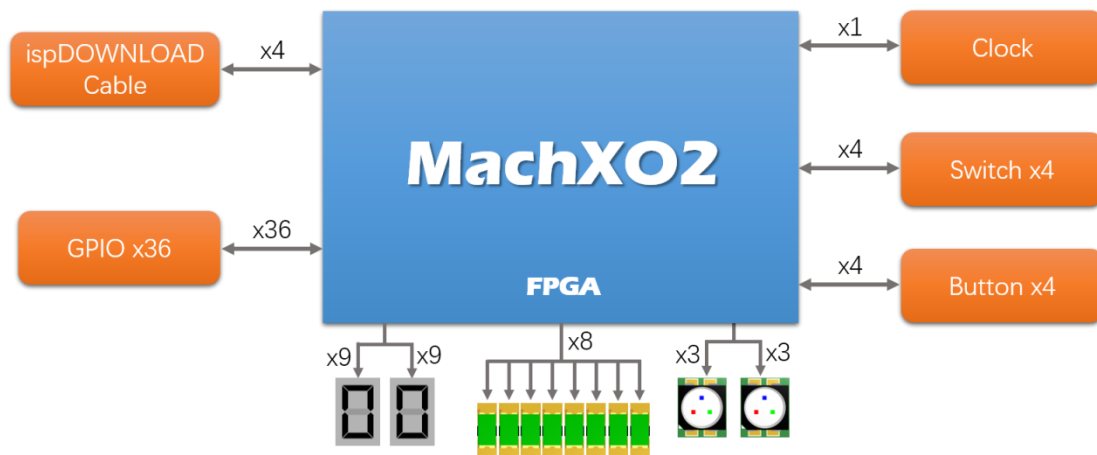 ispDOWNLOAD
Cable
x4
GPIO x36
x36
MachXO2
FPGA
x1
Clock
x4
Switch x4
x4
Button x4
x9
x9
x8
x3
x3